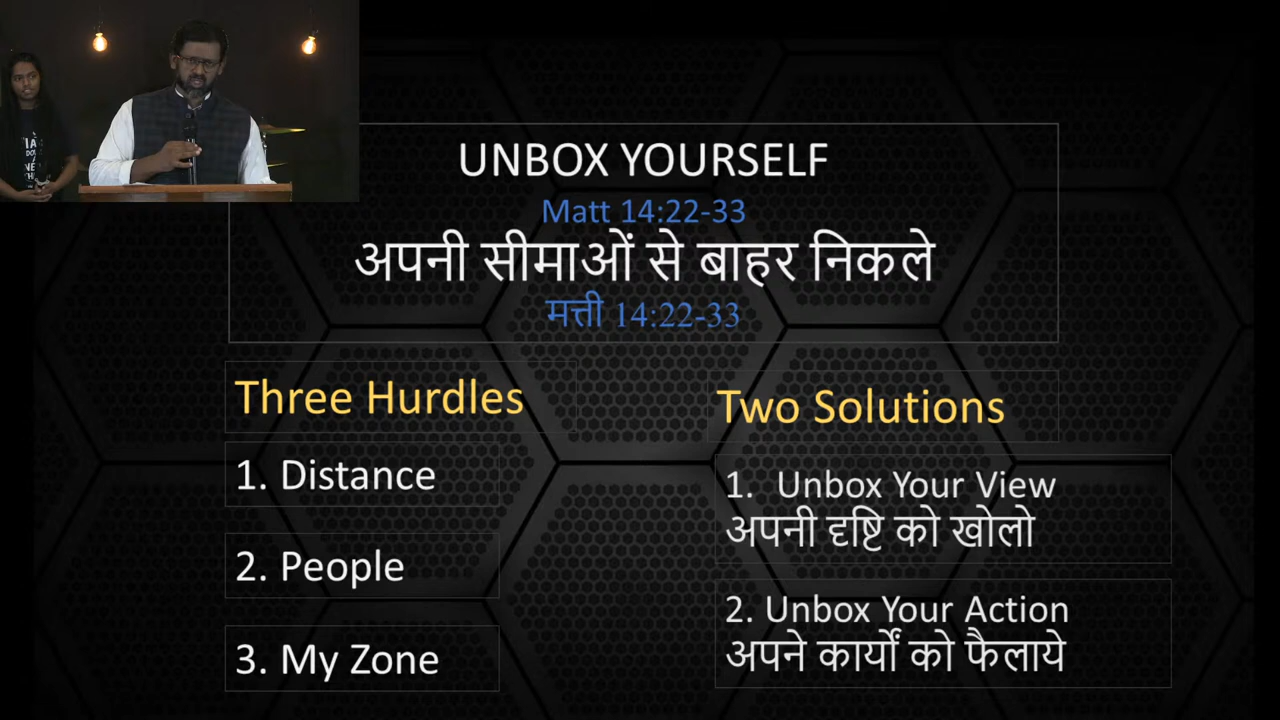 UNBOX YOURSELF
Matt 14:22-33
अपनी सीमाओं से बाहर निकले
मत्ती 14:22-33
Three Hurdles
1. Distance
2. People
3. My Zone
Two Solutions
1. Unbox Your View
अपनी दृष्टि को खोलो
2. Unbox Your Action
अपने कार्यों को फैलाये